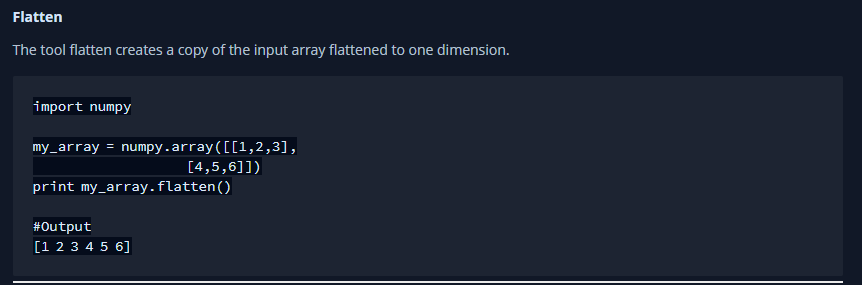 Flatten
The tool flatten creates a copy of the input array flattened to one dimension.
import numpy
my_array = numpy.array([[1,2,3],
                   [4,5,6]])
print my_array.flatten()
#Output
[1 2 3 4 5 6]